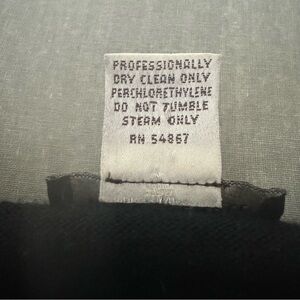 PROFESSIONALLY
DRY CLEAN ONLY
PERCHLORETHYLENE
DO NOT TUMBLE
STEAM ONLY
RN 54867